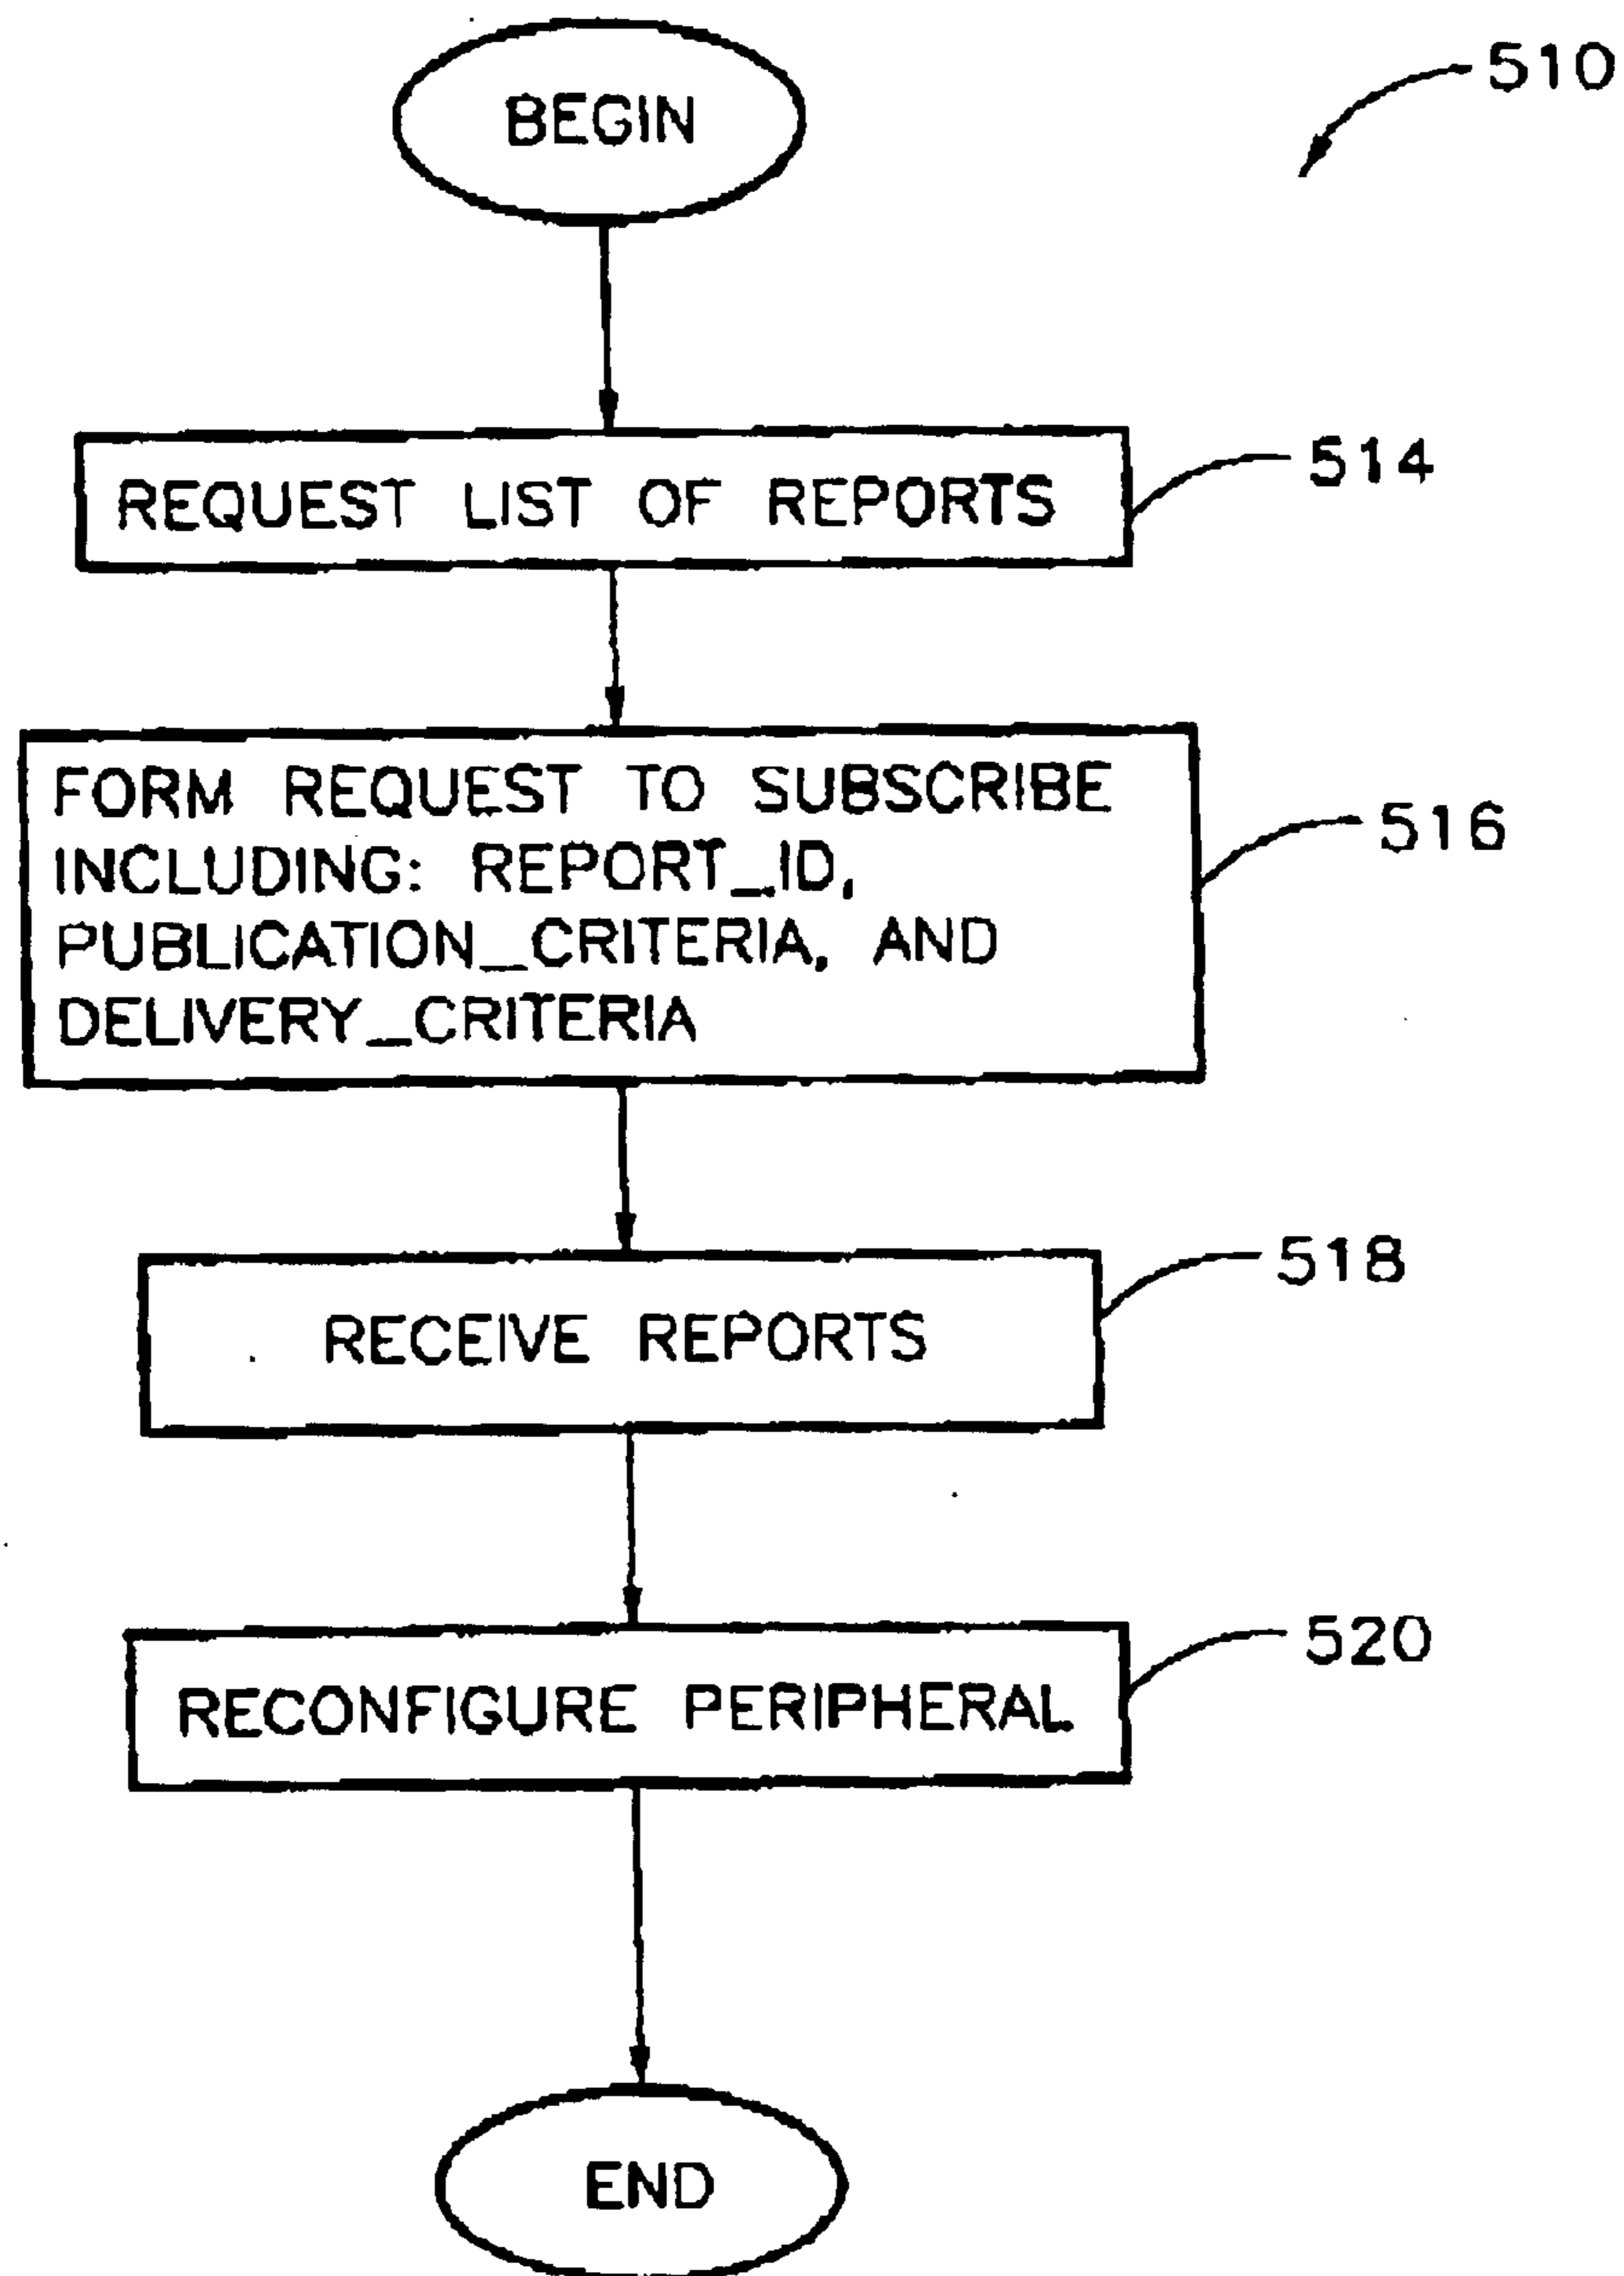 510
BEGIN
REQUEST LIST OF REPORTS
514
FORM REQUEST TO SUBSCRIBE
INCLUDING: REPORT_ID,
PUBLICATION_CRITERIA, AND
DELIVERY_CRITERIA
516
RECEIVE REPORTS
518
RECONFIGURE PERIPHERAL
520
END